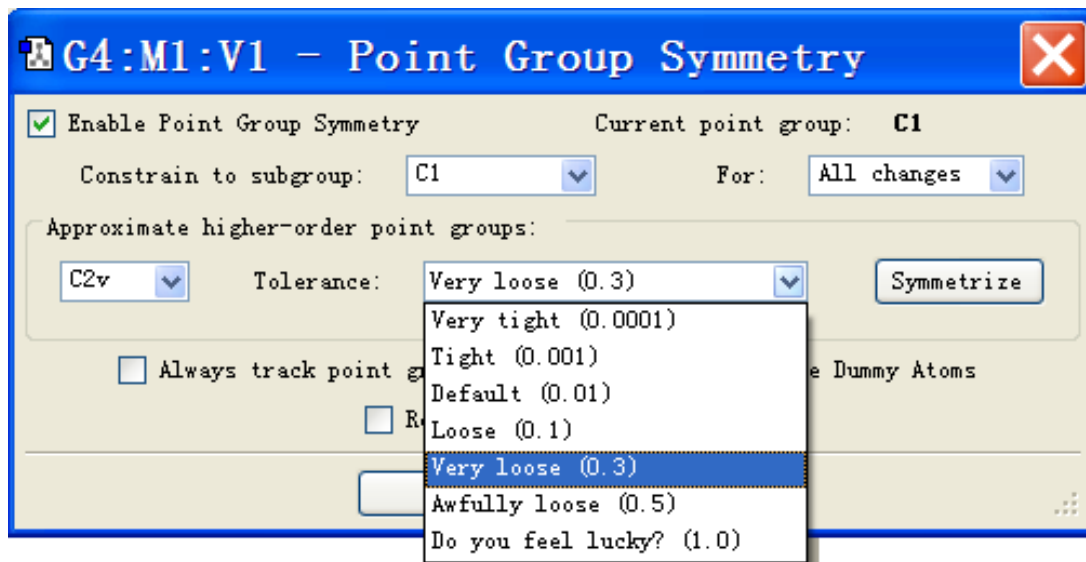 G4:M1:V1 - Point Group Symmetry
Enable Point Group Symmetry Current point group: C1
Constrain to subgroup: C1 For: All changes
Approximate higher-order point groups:
C2v Tolerance: Very loose (0.3) Symmetrize
Very tight (0.0001)
Tight (0.001)
Always track point Dummy Atoms
Default (0.01)
Loose (0.1)
Very loose (0.3)
Awfully loose (0.5)
Do you feel lucky? (1.0)